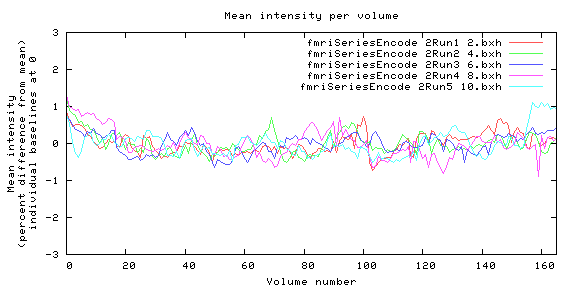 Mean intensity per volume
fmriSeriesEncode 2Run1 2.bxh
fmriSeriesEncode 2Run2 4.bxh
fmriSeriesEncode 2Run3 6.bxh
fmriSeriesEncode 2Run4 8.bxh
fmriSeriesEncode 2Run5 10.bxh
Mean intensity
(percent difference from mean)
individual baselines at 0
3
2
1
0
-1
-2
-3
0 20 40 60 80 100 120 140 160
Volume number